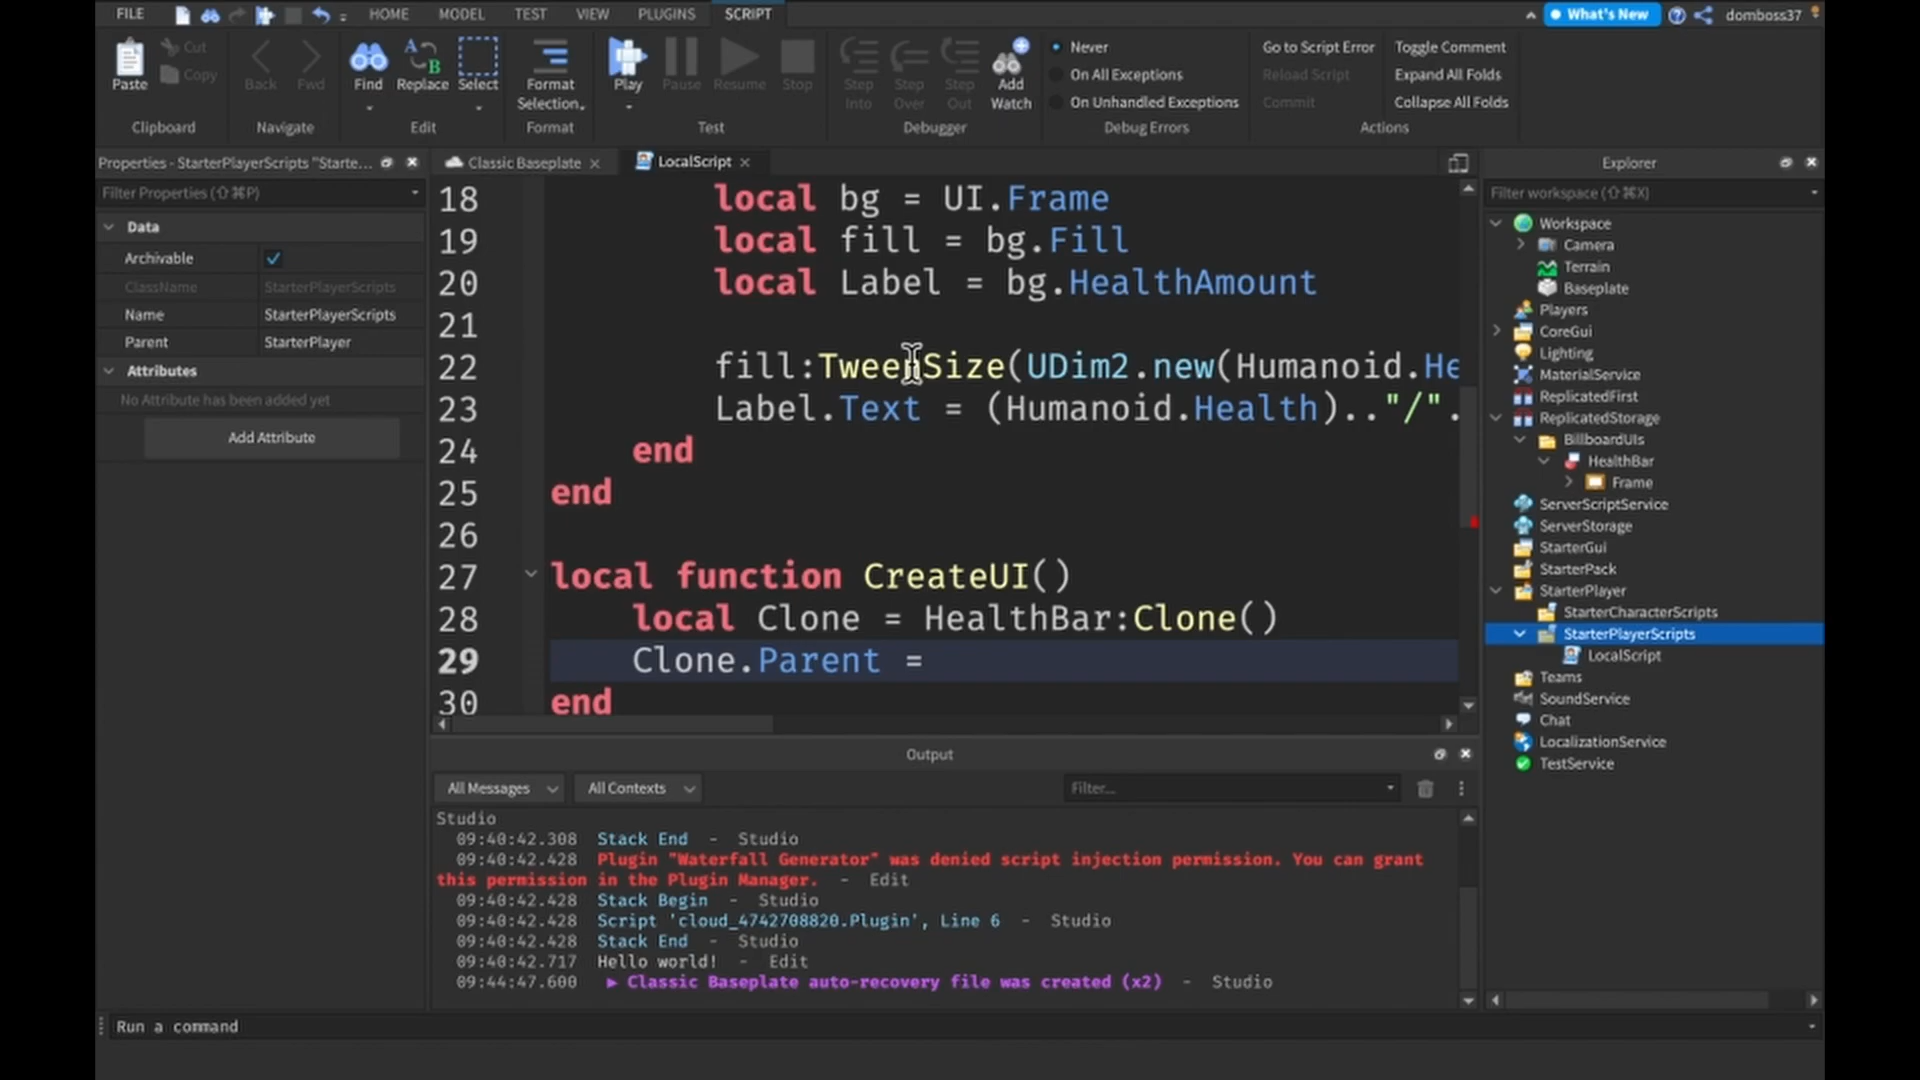 FILE
HOME
MODEL
TEST
VIEW
PLUGINS
SCRIPT
What's New
domboss37
Paste
Cut
Copy
Clipboard
Back
Fwd
Navigate
Find
Replace
Select
Edit
Format
Selection
Format
Play
Pause
Resume
Stop
Test
Step
Into
Step
Over
Step
Out
Add
Watch
Debugger
Never
On All Exceptions
On Unhandled Exceptions
Debug Errors
Go to Script Error
Reload Script
Commit
Toggle Comment
Expand All Folds
Collapse All Folds
Actions
Properties - StarterPlayerScripts "Starte...
Filter Properties (⇧⌘P)
Data
Archivable
ClassName StarterPlayerScripts
Name StarterPlayerScripts
Parent StarterPlayer
Attributes
No Attribute has been added yet
Add Attribute
Classic Baseplate
LocalScript
18 local bg = UI.Frame
19 local fill = bg.Fill
20 local Label = bg.HealthAmount
21
22 fill:TweenSize(UDim2.new(Humanoid.He
23 Label.Text = (Humanoid.Health).."/".
24 end
25 end
26
27 local function CreateUI()
28 local Clone = HealthBar:Clone()
29 Clone.Parent =
30 end
Output
All Messages
All Contexts
Filter...
Studio
09:40:42.308 Stack End - Studio
09:40:42.428 Plugin "Waterfall Generator" was denied script injection permission. You can grant
this permission in the Plugin Manager. - Edit
09:40:42.428 Stack Begin - Studio
09:40:42.428 Script 'cloud_4742708820.Plugin', Line 6 - Studio
09:40:42.428 Stack End - Studio
09:40:42.717 Hello world! - Edit
09:44:47.600 ▶ Classic Baseplate auto-recovery file was created (x2) - Studio
Run a command
Explorer
Filter workspace (⇧⌘X)
Workspace
Camera
Terrain
Baseplate
Players
CoreGui
Lighting
MaterialService
ReplicatedFirst
ReplicatedStorage
BillboardUIs
HealthBar
Frame
ServerScriptService
ServerStorage
StarterGui
StarterPack
StarterPlayer
StarterCharacterScripts
StarterPlayerScripts
LocalScript
Teams
SoundService
Chat
LocalizationService
TestService